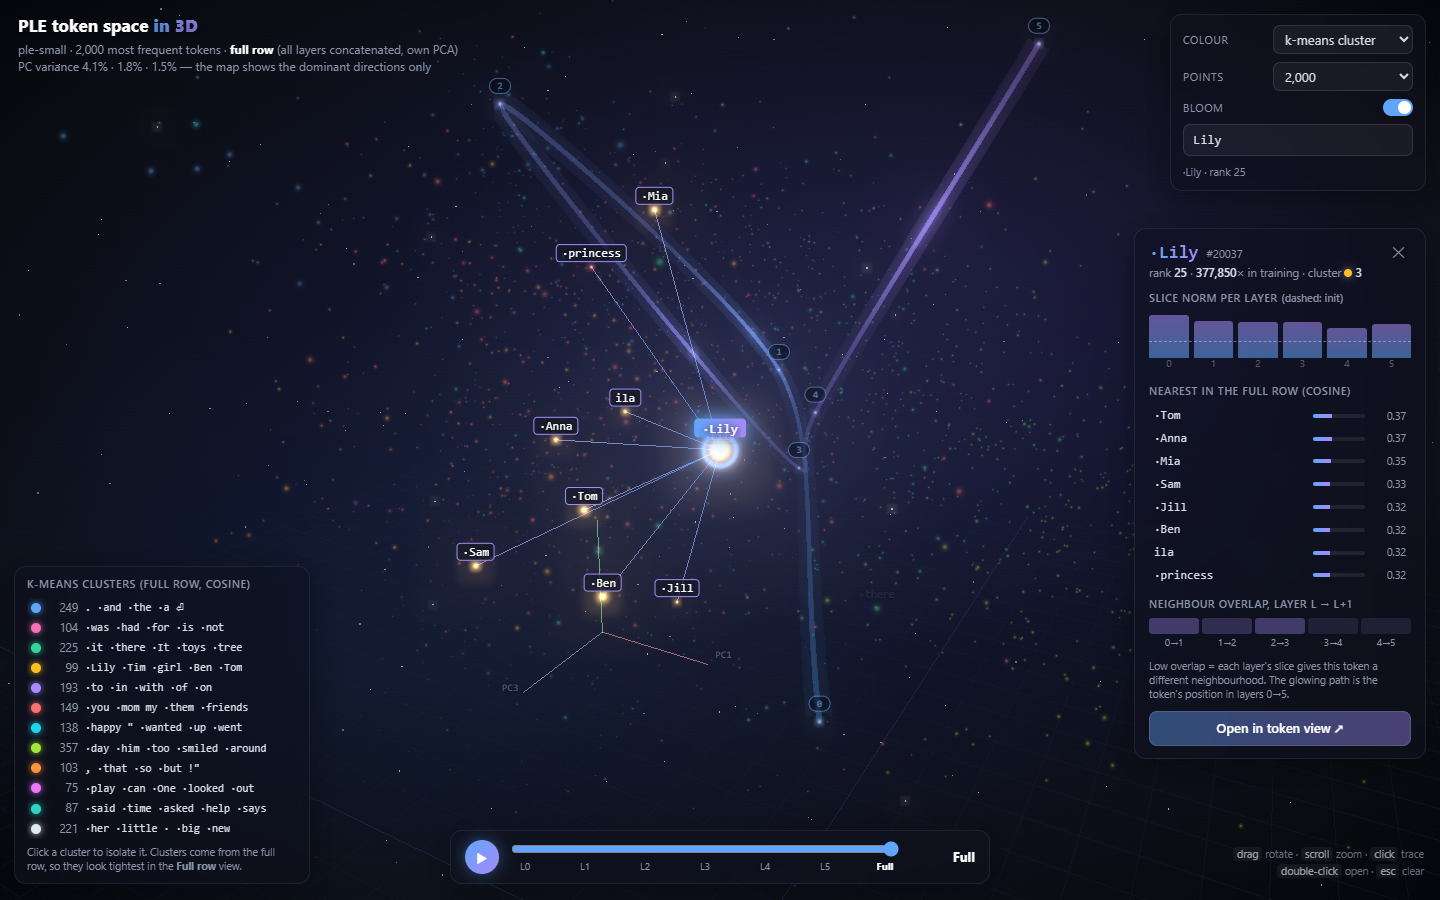 PLE token space in 3D
ple-small · 2,000 most frequent tokens · full row (all layers concatenated, own PCA)
PC variance 4.1% · 1.8% · 1.5% — the map shows the dominant directions only
COLOUR k-means cluster
POINTS 2,000
BLOOM
Lily
·Lily · rank 25
5
2
·Mia
·princess
1
4
ila
·Anna
·Lily
3
·Tom
·Sam
·Ben
·Jill
·there
PC1
PC3
0
·Lily #20037
rank 25 · 377,850× in training · cluster 3
SLICE NORM PER LAYER (dashed: init)
0 1 2 3 4 5
NEAREST IN THE FULL ROW (COSINE)
·Tom 0.37
·Anna 0.37
·Mia 0.35
·Sam 0.33
·Jill 0.32
·Ben 0.32
ila 0.32
·princess 0.32
NEIGHBOUR OVERLAP, LAYER L → L+1
0→1 1→2 2→3 3→4 4→5
Low overlap = each layer's slice gives this token a
different neighbourhood. The glowing path is the
token's position in layers 0→5.
Open in token view ↗
K-MEANS CLUSTERS (FULL ROW, COSINE)
249 . ·and ·the ·a ⏎
104 ·was ·had ·for ·is ·not
225 ·it ·there ·It ·toys ·tree
99 ·Lily ·Tim ·girl ·Ben ·Tom
193 ·to ·in ·with ·of ·on
149 ·you ·mom my ·them ·friends
138 ·happy " ·wanted ·up ·went
357 ·day ·him ·too ·smiled ·around
103 , ·that ·so ·but !"
75 ·play ·can ·One ·looked ·out
87 ·said ·time ·asked ·help ·says
221 ·her ·little · ·big ·new
Click a cluster to isolate it. Clusters come from the full
row, so they look tightest in the Full row view.
L0 L1 L2 L3 L4 L5 Full
Full
drag rotate · scroll zoom · click trace
double-click open · esc clear